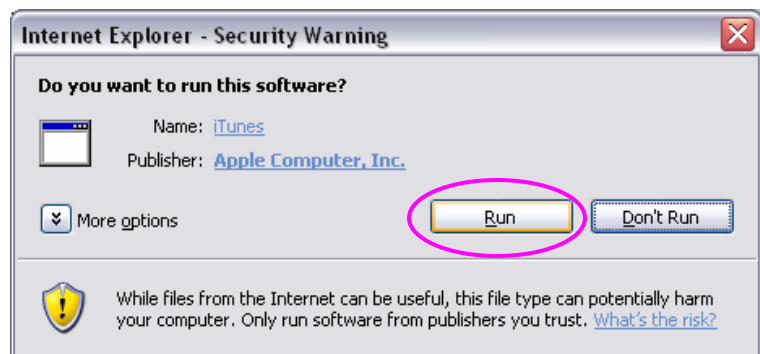 Internet Explorer - Security Warning
Do you want to run this software?
Name: iTunes
Publisher: Apple Computer, Inc.
More options
Run
Don't Run
While files from the Internet can be useful, this file type can potentially harm
your computer. Only run software from publishers you trust. What's the risk?